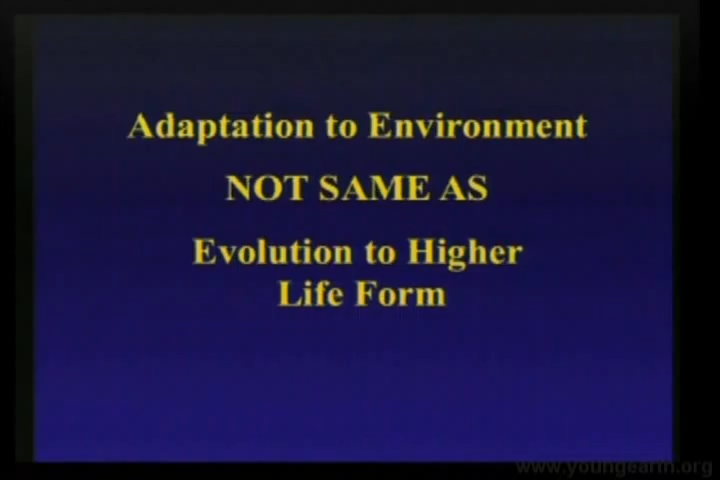 Adaptation to Environment
NOT SAME AS
Evolution to Higher
Life Form
www.youngearth.org